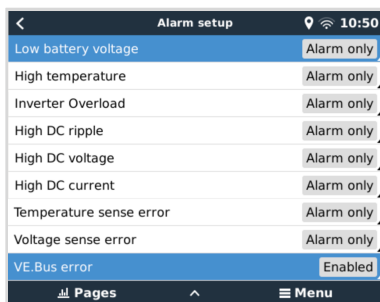 Alarm setup 10:50
Low battery voltage Alarm only
High temperature Alarm only
Inverter Overload Alarm only
High DC ripple Alarm only
High DC voltage Alarm only
High DC current Alarm only
Temperature sense error Alarm only
Voltage sense error Alarm only
VE.Bus error Enabled
Pages Menu